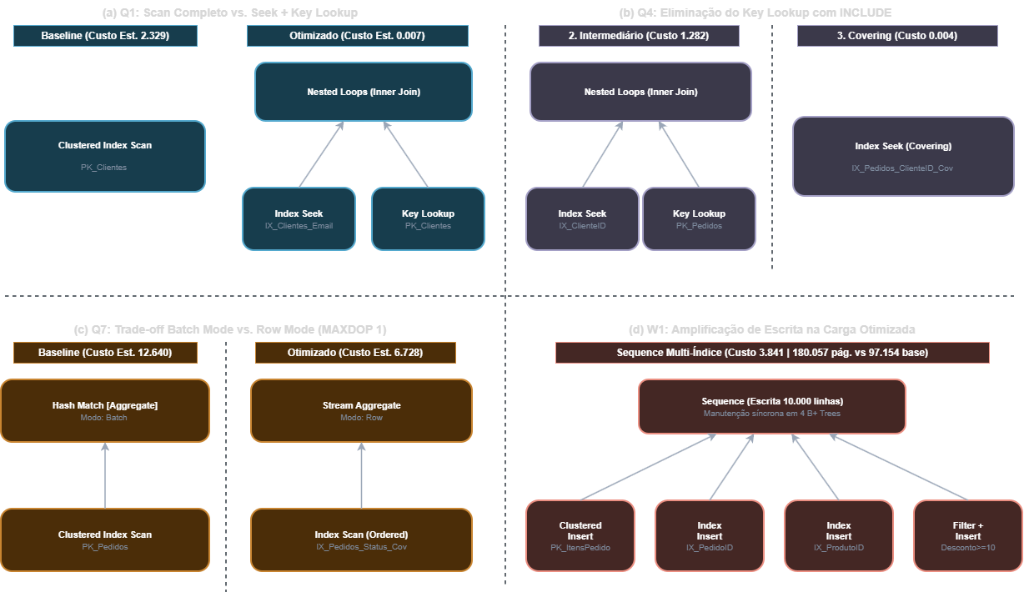 (a) Q1: Scan Completo vs. Seek + Key Lookup
Baseline (Custo Est. 2.329)
Otimizado (Custo Est. 0.007)
Nested Loops (Inner Join)
Clustered Index Scan
PK_Clientes
Index Seek
IX_Clientes_Email
Key Lookup
PK_Clientes
(b) Q4: Eliminação do Key Lookup com INCLUDE
2. Intermediário (Custo 1.282)
3. Covering (Custo 0.004)
Nested Loops (Inner Join)
Index Seek (Covering)
IX_Pedidos_ClienteID_Cov
Index Seek
IX_ClienteID
Key Lookup
PK_Pedidos
(c) Q7: Trade-off Batch Mode vs. Row Mode (MAXDOP 1)
Baseline (Custo Est. 12.640)
Otimizado (Custo Est. 6.728)
Hash Match [Aggregate]
Modo: Batch
Stream Aggregate
Modo: Row
Clustered Index Scan
PK_Pedidos
Index Scan (Ordered)
IX_Pedidos_Status_Cov
(d) W1: Amplificação de Escrita na Carga Otimizada
Sequence Multi-Índice (Custo 3.841 | 180.057 pág. vs 97.154 base)
Sequence (Escrita 10.000 linhas)
Manutenção síncrona em 4 B+ Trees
Clustered
Insert
PK_ItensPedido
Index
Insert
IX_PedidoID
Index
Insert
IX_ProdutoID
Filter +
Insert
Desconto>=10